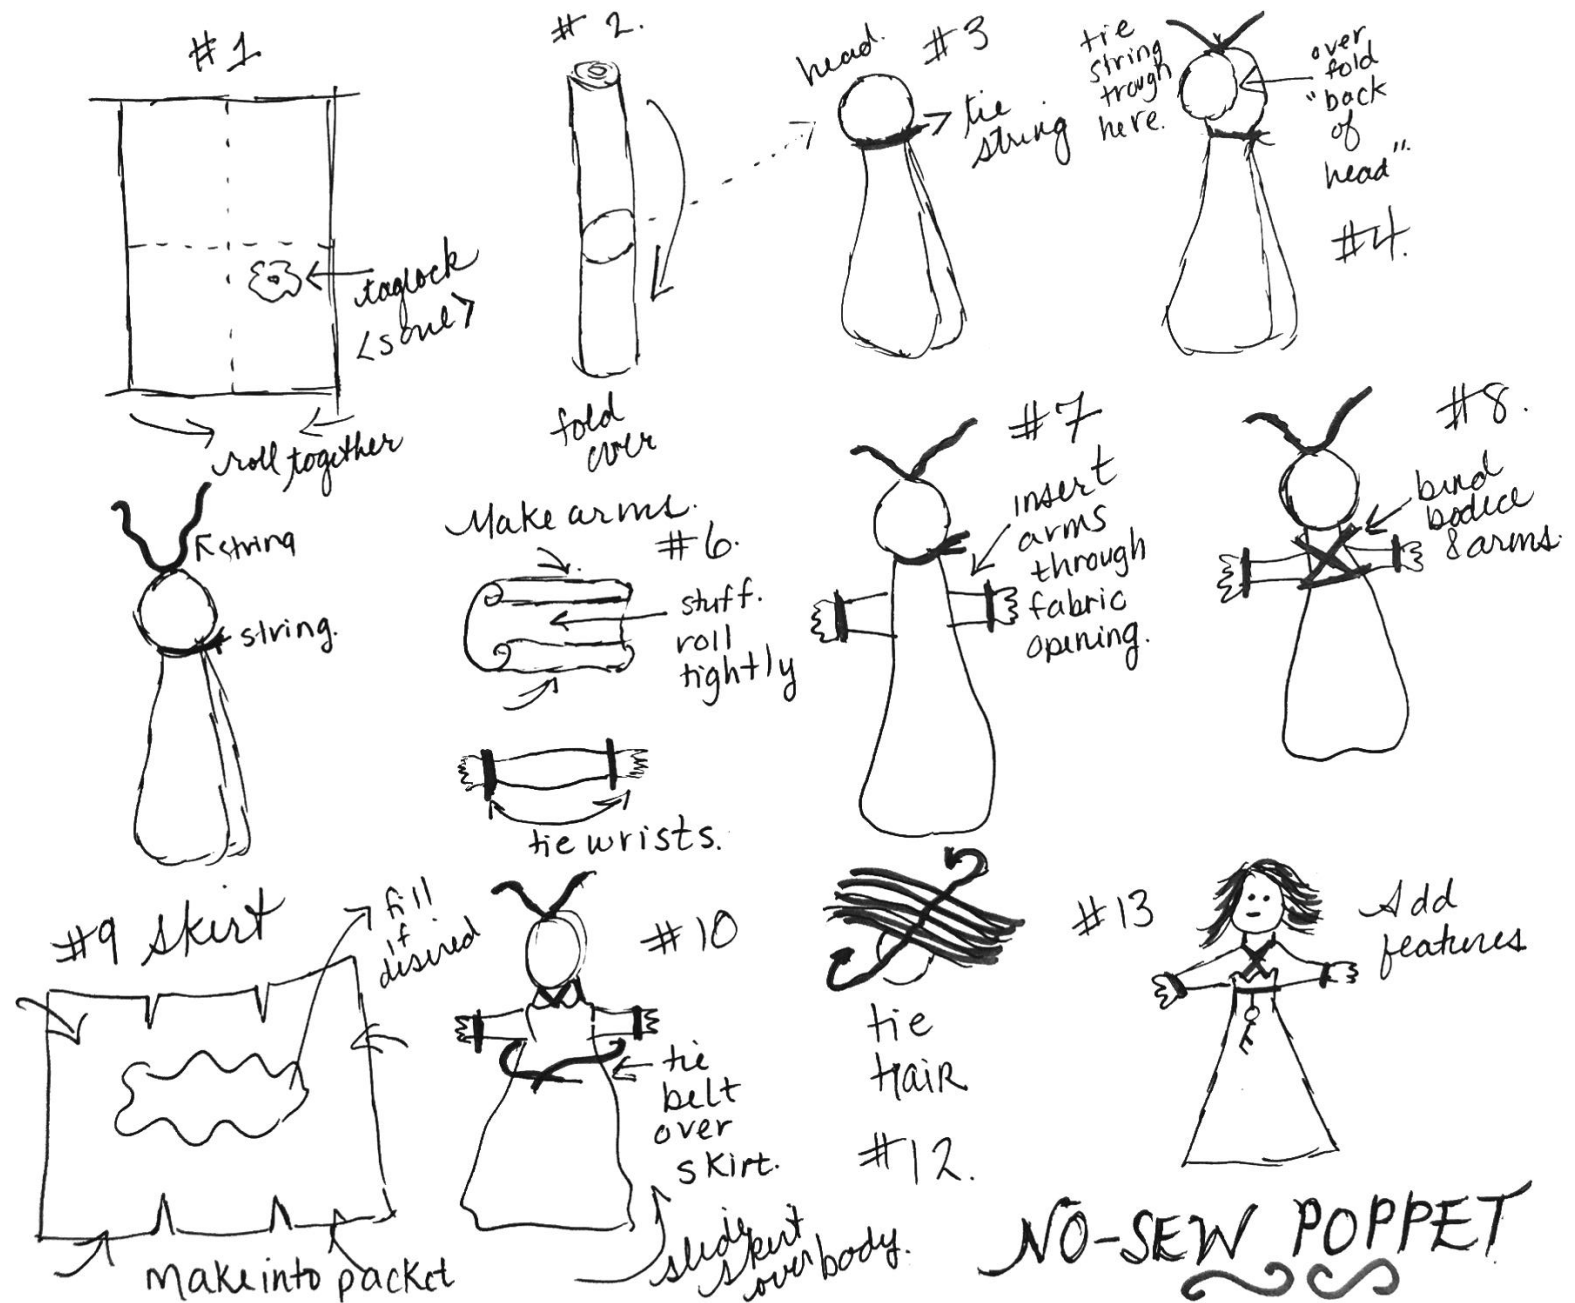 #1
taglock
<soul>
roll together
#2.
fold
over
head.
#3
tie
string
tie
string
trough
here.
over
fold
"back
of
head".
#4.
string
string.
Make arms.
#6.
stuff.
roll
tightly
tie wrists.
#7
insert
arms
through
fabric
opening.
#8.
bind
bodice
& arms.
#9 skirt
fill
if
desired
Make into packet
#10
tie
belt
over
skirt.
slide
skirt
over body.
tie
Hair
#12.
#13
Add
features
NO-SEW POPPET